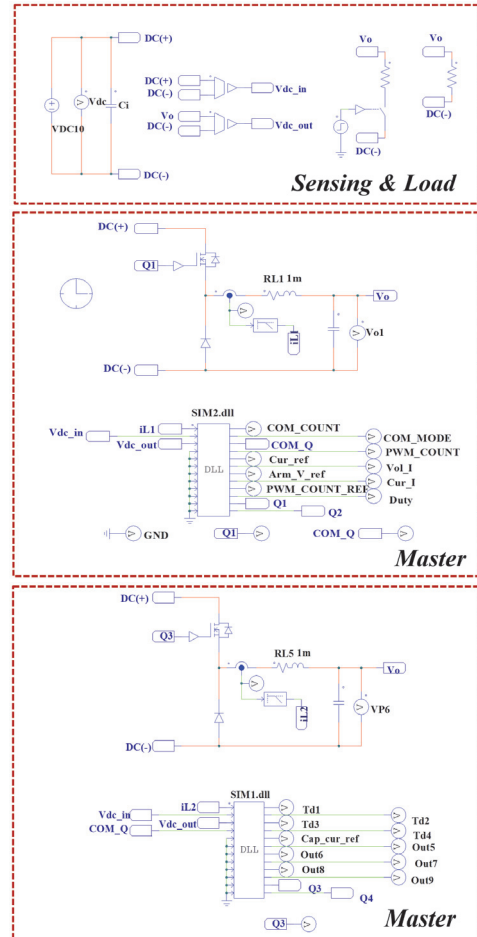 DC(+)
Vdc
Ci
VDC10
DC(-)
DC(+)
DC(-)
Vdc_in
Vo
DC(-)
Vdc_out
Vo
DC(-)
Vo
DC(-)
Sensing & Load
DC(+)
Q1
RL1 1m
Vo
iL1
Vo1
DC(-)
SIM2.dll
iL1
Vdc_in
Vdc_out
DLL
COM_COUNT
COM_MODE
COM_Q
PWM_COUNT
Cur_ref
Vol_I
Arm_V_ref
Cur_I
PWM_COUNT_REF
Duty
Q1
Q2
GND
Q1
COM_Q
Master
DC(+)
Q3
RL5 1m
Vo
iL2
VP6
DC(-)
SIM1.dll
iL2
Vdc_in
Vdc_out
COM_Q
DLL
Td1
Td2
Td3
Td4
Cap_cur_ref
Out5
Out6
Out7
Out8
Out9
Q3
Q4
Q3
Master